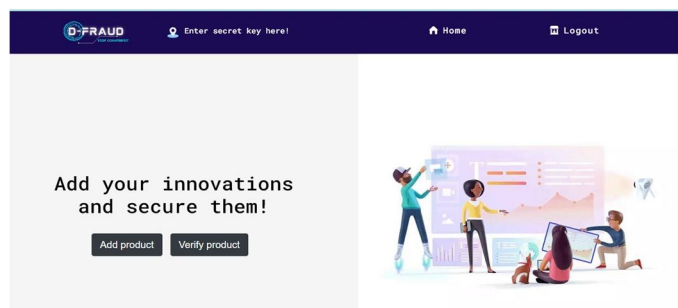 D-FRAUD
Enter secret key here!
Home
Logout
Add your innovations
and secure them!
Add product
Verify product